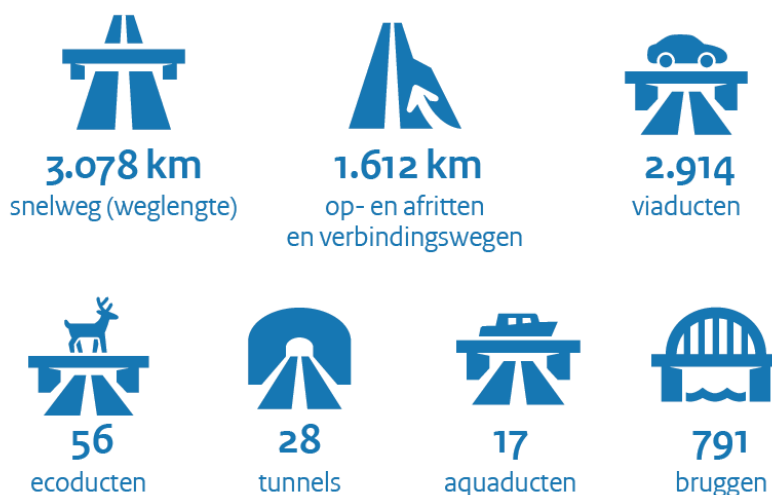 3.078 km
snelweg (weglengte)
1.612 km
op- en afritten
en verbindingswegen
2.914
viaducten
56
ecoducten
28
tunnels
17
aquaducten
791
bruggen